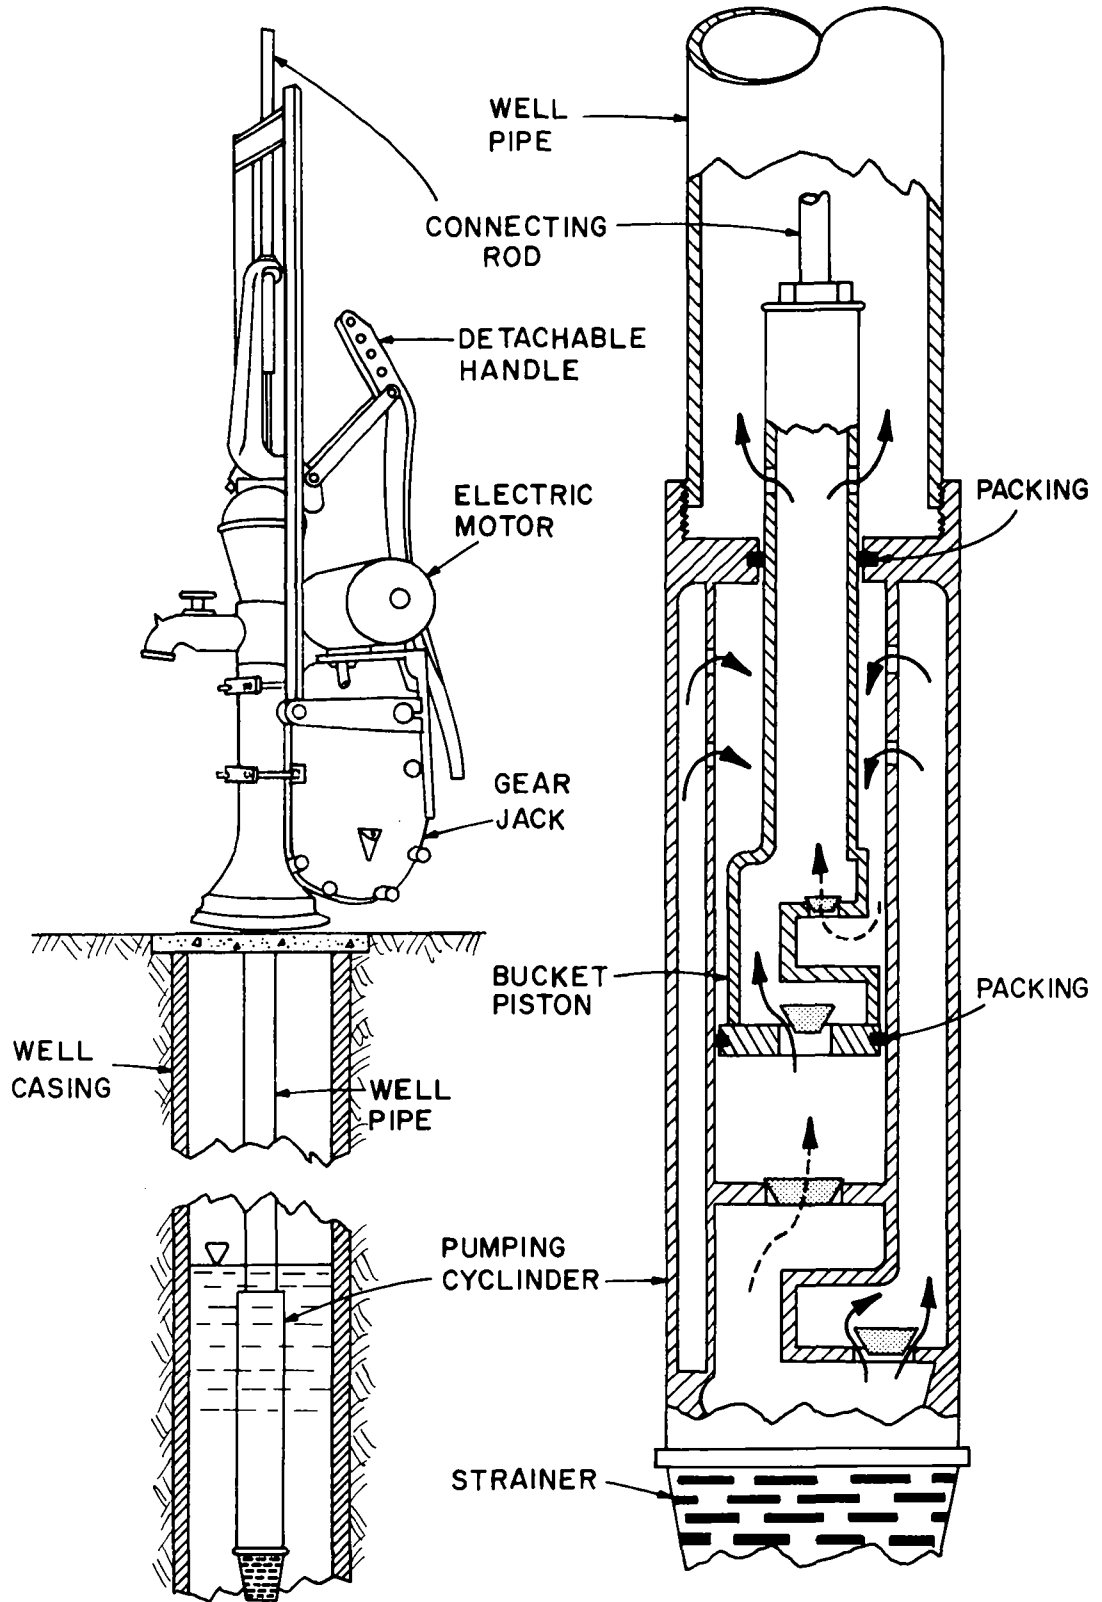 WELL
PIPE
CONNECTING
ROD
DETACHABLE
HANDLE
ELECTRIC
MOTOR
PACKING
GEAR
JACK
BUCKET
PISTON
PACKING
WELL
CASING
WELL
PIPE
PUMPING
CYCLINDER
STRAINER